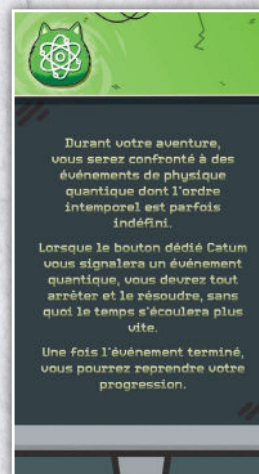 Durant votre aventure,
vous serez confronté à des
événements de physique
quantique dont l'ordre
intemporel est parfois
indéfini.
Lorsque le bouton dédié Catum
vous signalera un événement
quantique, vous devrez tout
arrêter et le résoudre, sans
quoi le temps s'écoulera plus
vite.
Une fois l'événement terminé,
vous pourrez reprendre votre
progression.